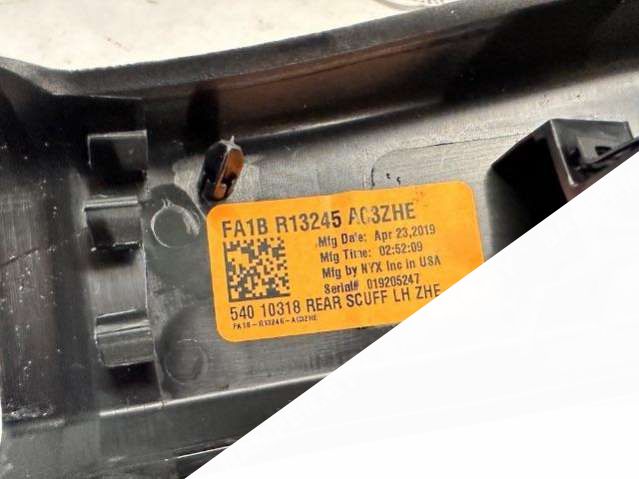 FA1B R13245 AC3ZHE
Mfg Date: Apr 23,2019
Mfg Time: 02:52:09
Mfg by NYX Inc in USA
Serial# 019205247
540 10318 REAR SCUFF LH ZHE
FA1B-R13245-AC3ZHE